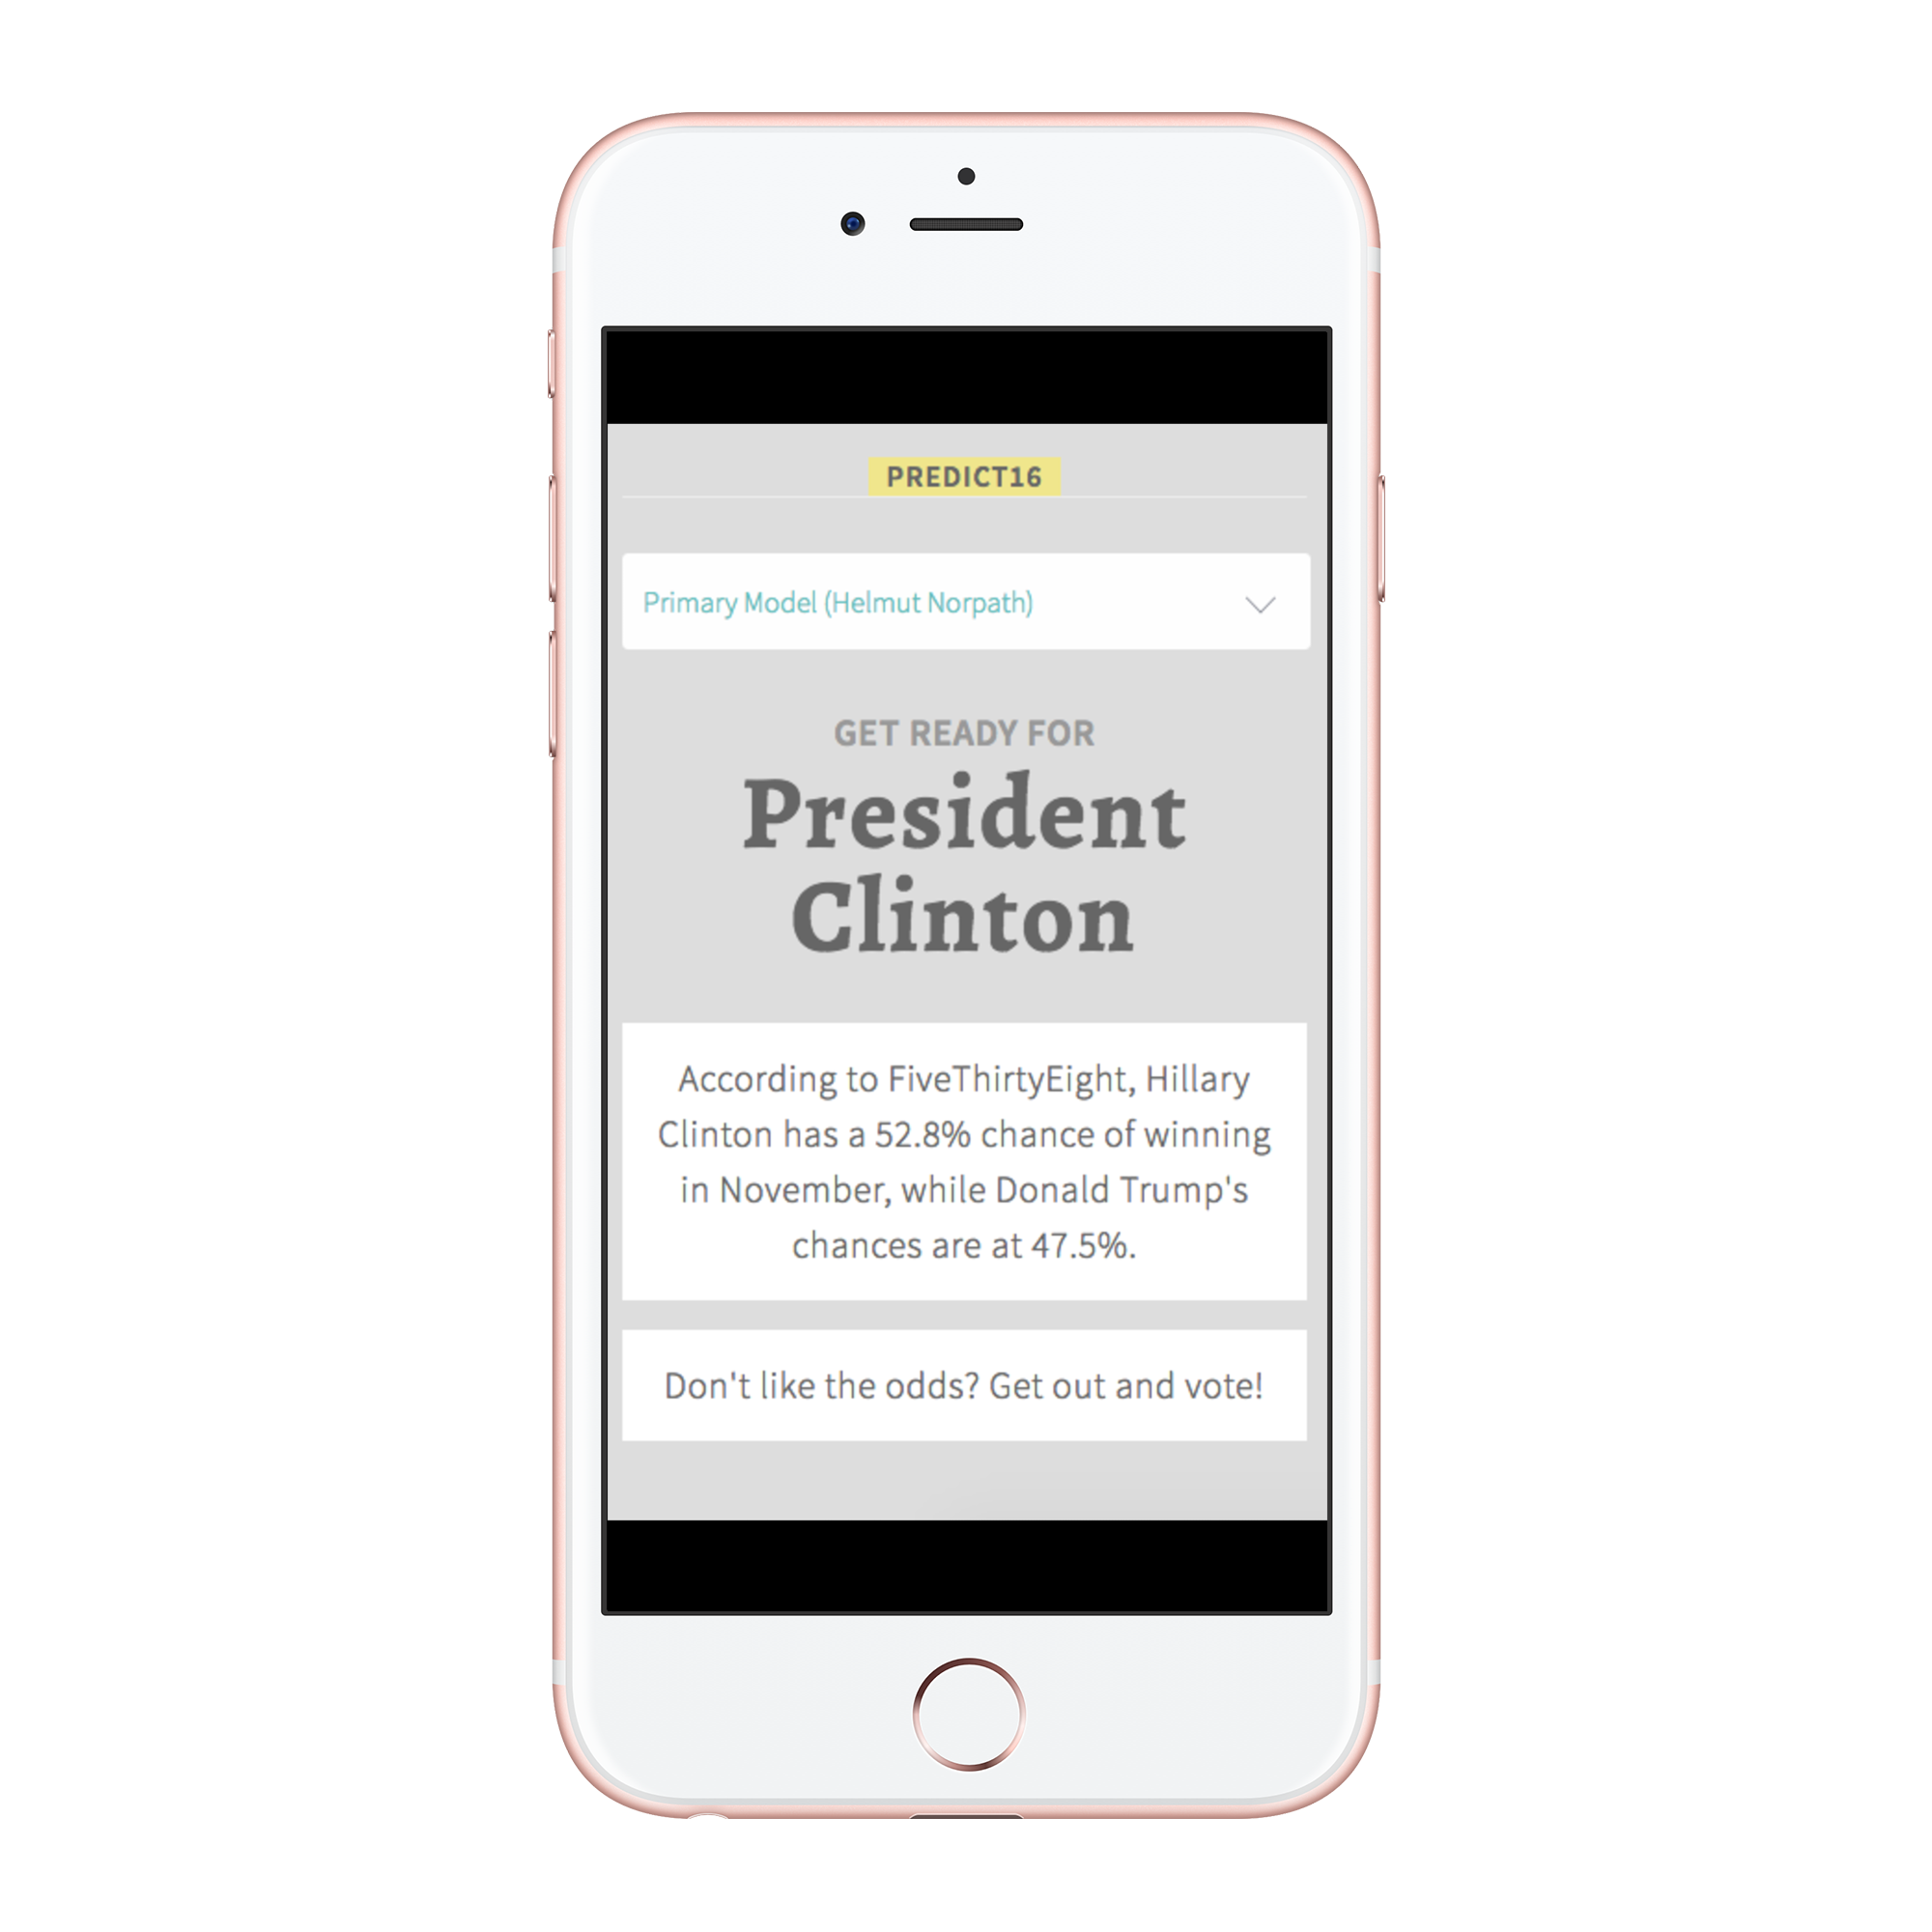 PREDICT16
Primary Model (Helmut Norpath)
GET READY FOR
President
Clinton
According to FiveThirtyEight, Hillary
Clinton has a 52.8% chance of winning
in November, while Donald Trump's
chances are at 47.5%.
Don't like the odds? Get out and vote!